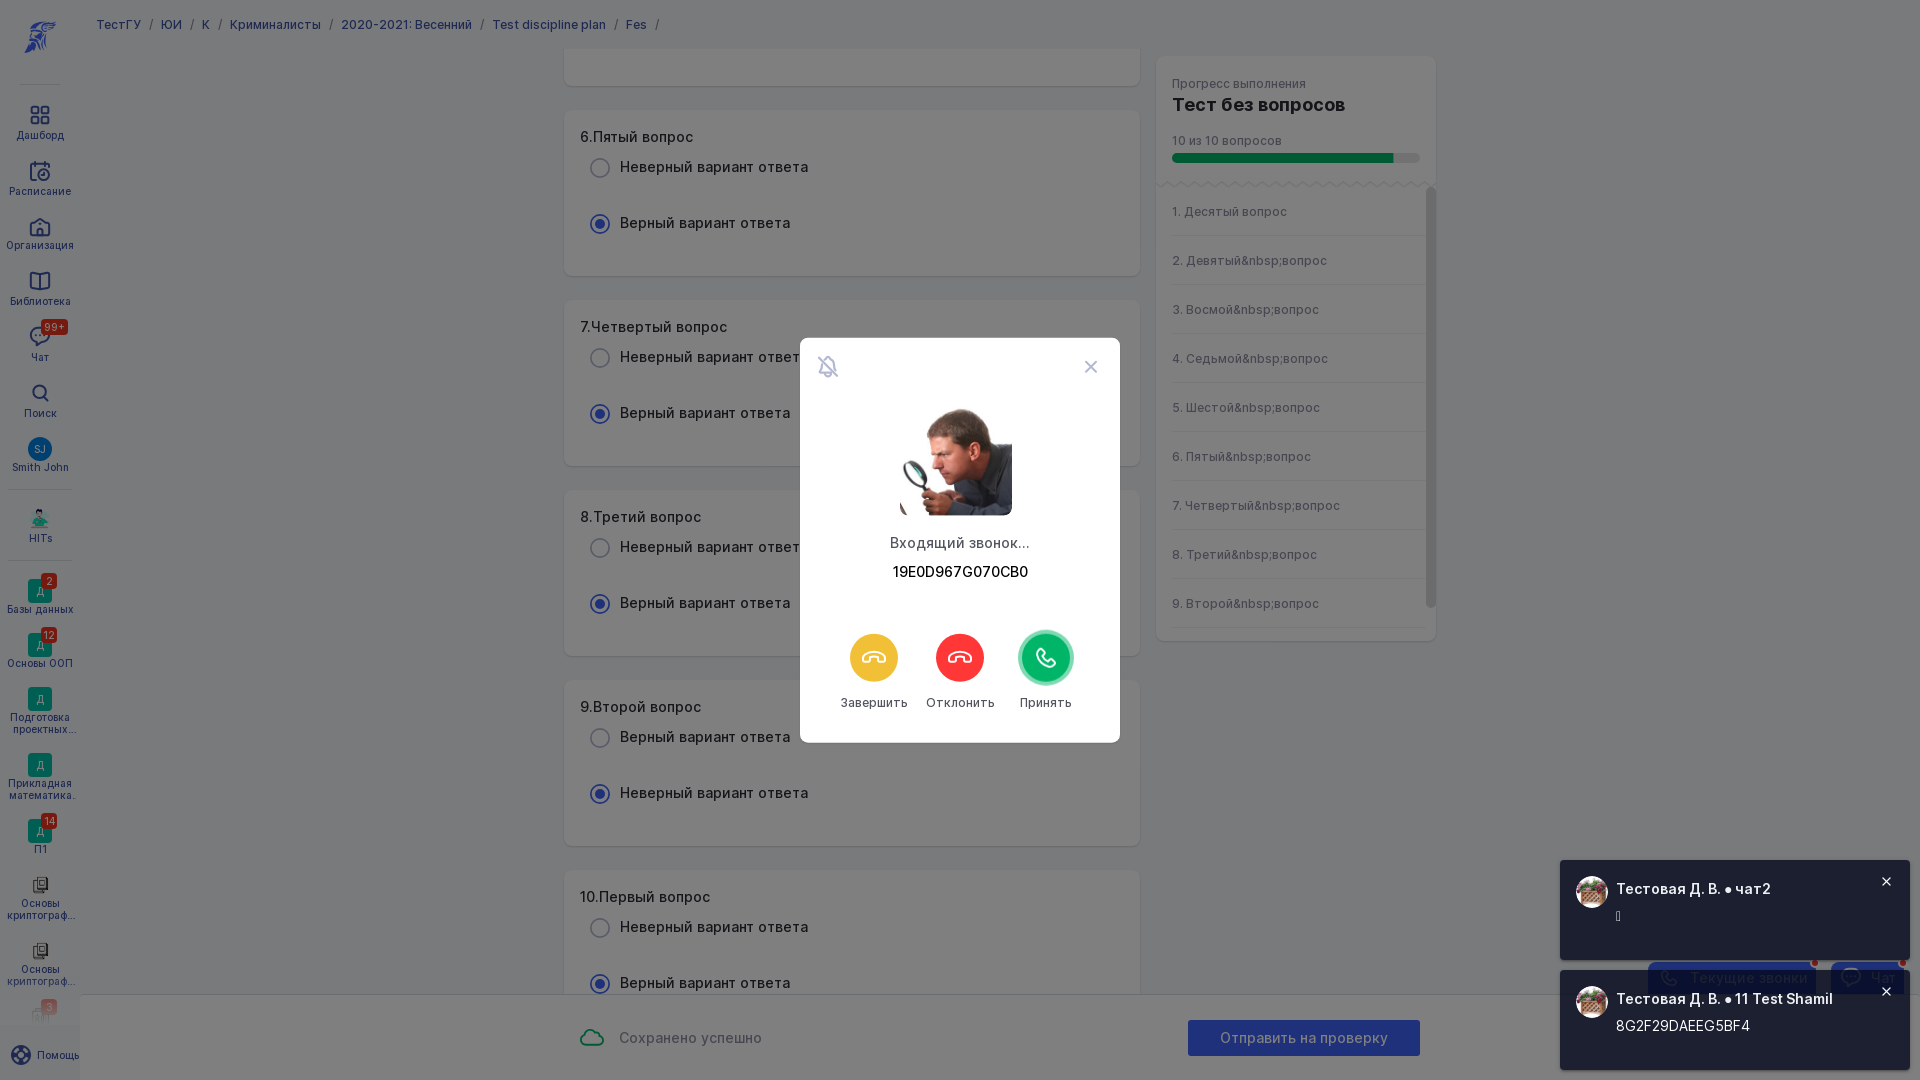 ТестГУ / ЮИ / К / Криминалисты / 2020-2021: Весенний / Test discipline plan / Fes /
Дашборд
Расписание
Организация
Библиотека
99+
Чат
Поиск
SJ
Smith John
HITs
2
Д
Базы данных
12
Д
Основы ООП
Д
Подготовка
проектных...
Д
Прикладная
математика.
14
Д
П1
Основы
криптограф...
Основы
криптограф...
3
Помощь
6.Пятый вопрос
Неверный вариант ответа
Верный вариант ответа
7.Четвертый вопрос
Неверный вариант ответ
Верный вариант ответа
8.Третий вопрос
Неверный вариант ответ
Верный вариант ответа
9.Второй вопрос
Верный вариант ответа
Неверный вариант ответа
10.Первый вопрос
Неверный вариант ответа
Верный вариант ответа
Сохранено успешно
Отправить на проверку
Прогресс выполнения
Тест без вопросов
10 из 10 вопросов
1. Десятый вопрос
2. Девятый&nbsp;вопрос
3. Восмой&nbsp;вопрос
4. Седьмой&nbsp;вопрос
5. Шестой&nbsp;вопрос
6. Пятый&nbsp;вопрос
7. Четвертый&nbsp;вопрос
8. Третий&nbsp;вопрос
9. Второй&nbsp;вопрос
Входящий звонок...
19E0D967G070CB0
Завершить
Отклонить
Принять
Тестовая Д. В. ● чат2
Текущие звонки
Чат
Тестовая Д. В. ● 11 Test Shamil
8G2F29DAEEG5BF4